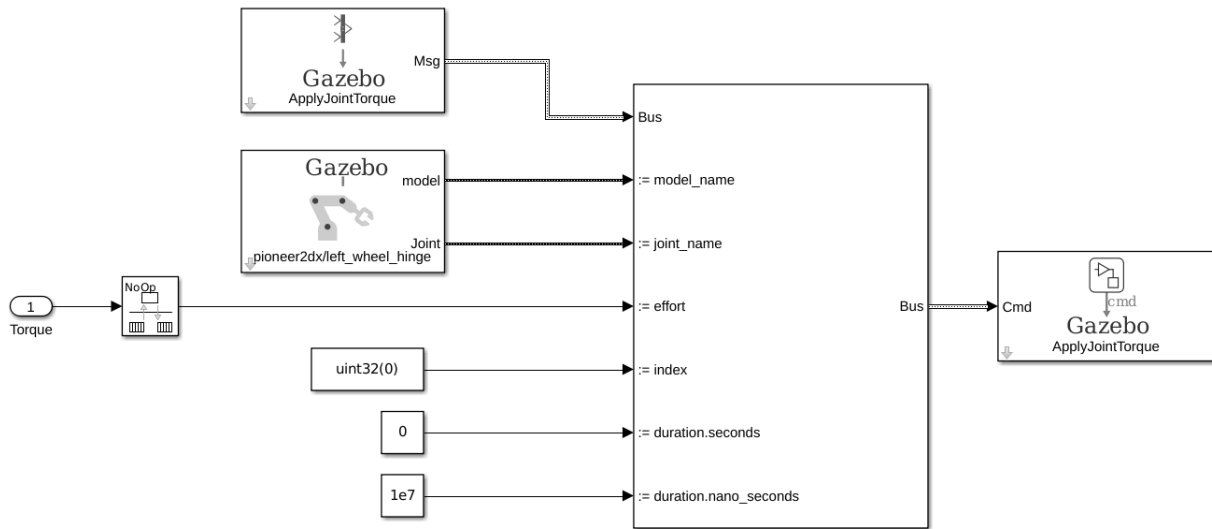 Msg
Gazebo
ApplyJointTorque
Bus
Gazebo
model
:= model_name
Joint
:= joint_name
pioneer2dx/left_wheel_hinge
NoOp
1
Torque
:= effort
Bus
Cmd
cmd
Gazebo
ApplyJointTorque
uint32(0)
:= index
0
:= duration.seconds
1e7
:= duration.nano_seconds